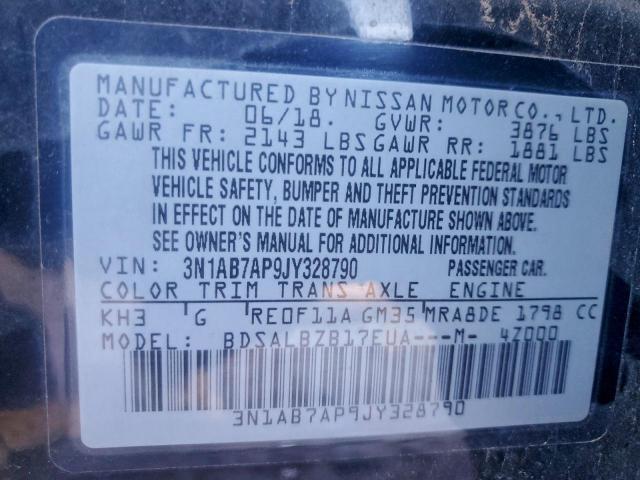 MANUFACTURED BY NISSAN MOTOR CO., LTD.
DATE: 06/18. GVWR: 3876 LBS
GAWR FR: 2143 LBS GAWR RR: 1881 LBS
THIS VEHICLE CONFORMS TO ALL APPLICABLE FEDERAL MOTOR
VEHICLE SAFETY, BUMPER AND THEFT PREVENTION STANDARDS
IN EFFECT ON THE DATE OF MANUFACTURE SHOWN ABOVE.
SEE OWNER'S MANUAL FOR ADDITIONAL INFORMATION.
VIN: 3N1AB7AP9JY328790 PASSENGER CAR.
COLOR TRIM TRANS AXLE ENGINE
KH3 G RE0F11A GM35 MRA8DE 1798 CC
MODEL: BDSALBZB17EUA---M- 4Z000
3N1AB7AP9JY328790